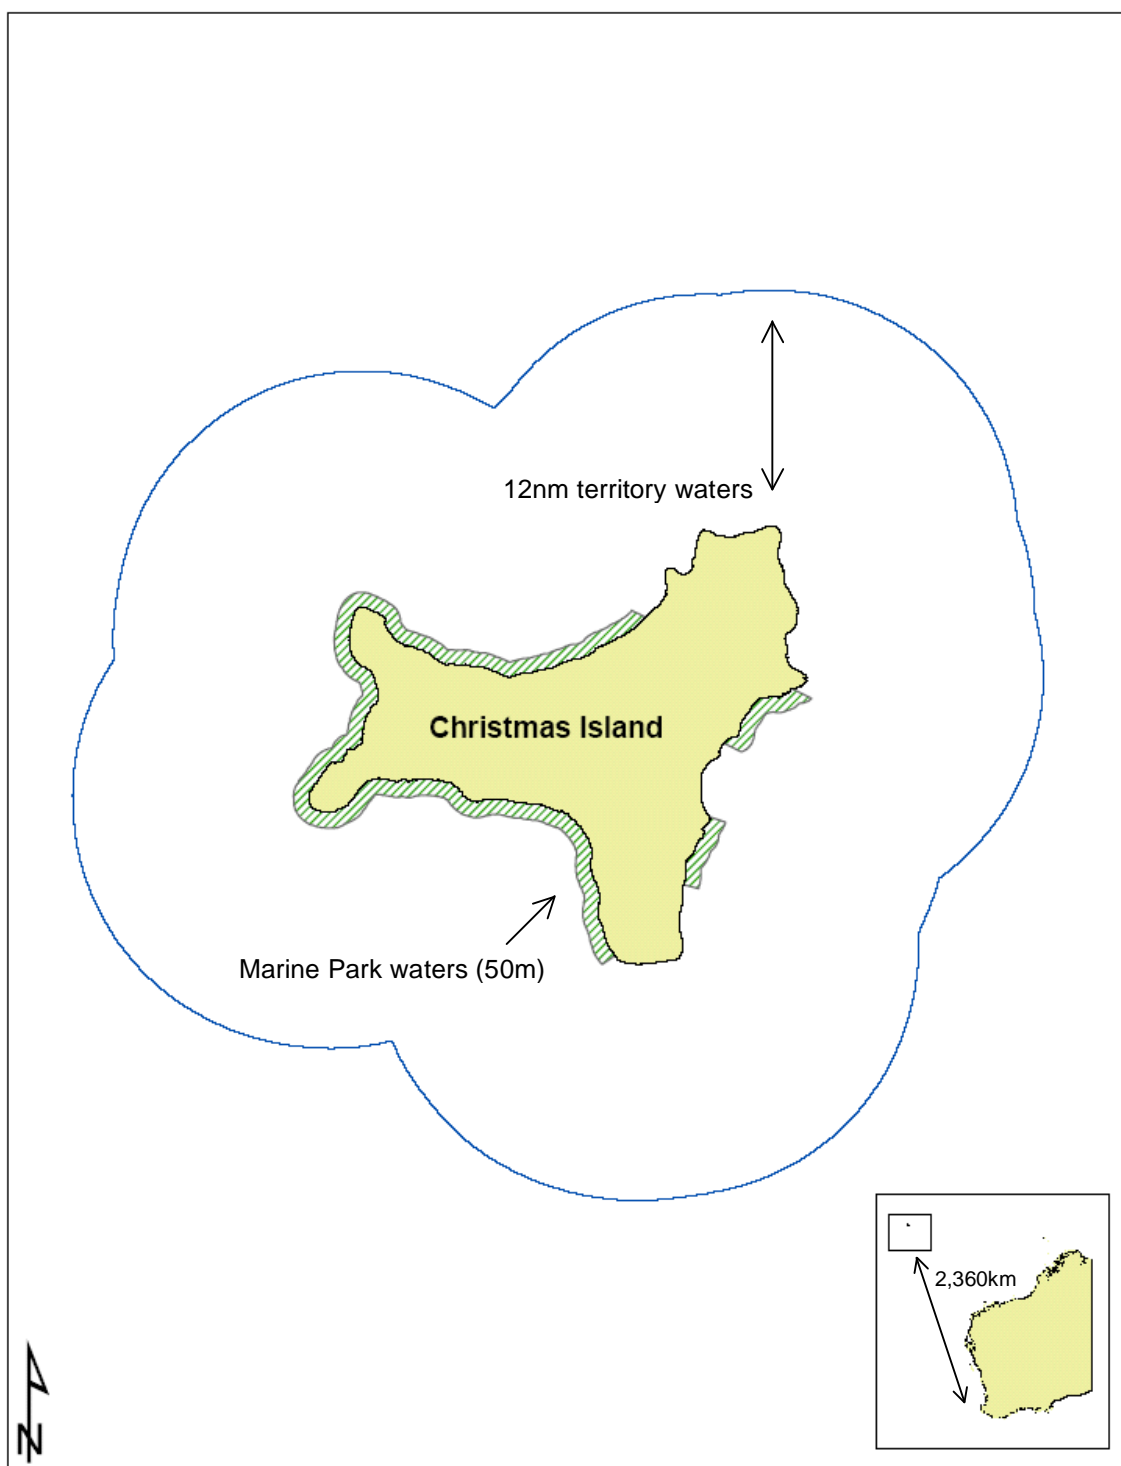 12nm territory waters
Christmas Island
Marine Park waters (50m)
2,360km
N